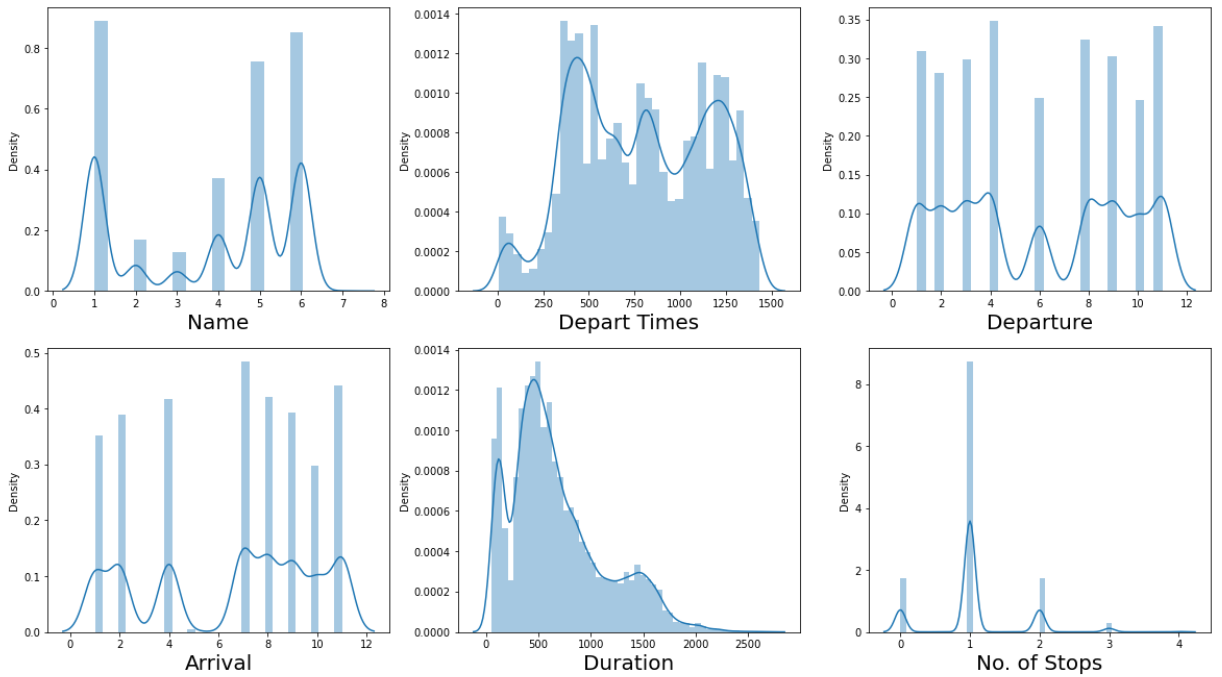 0.8
0.6
0.4
0.2
0.0
Density
0 1 2 3 4 5 6 7 8
Name
0.0014
0.0012
0.0010
0.0008
0.0006
0.0004
0.0002
0.0000
Density
0 250 500 750 1000 1250 1500
Depart Times
0.35
0.30
0.25
0.20
0.15
0.10
0.05
0.00
Density
0 2 4 6 8 10 12
Departure
0.5
0.4
0.3
0.2
0.1
0.0
Density
0 2 4 6 8 10 12
Arrival
0.0014
0.0012
0.0010
0.0008
0.0006
0.0004
0.0002
0.0000
Density
0 500 1000 1500 2000 2500
Duration
8
6
4
2
0
Density
0 1 2 3 4
No. of Stops